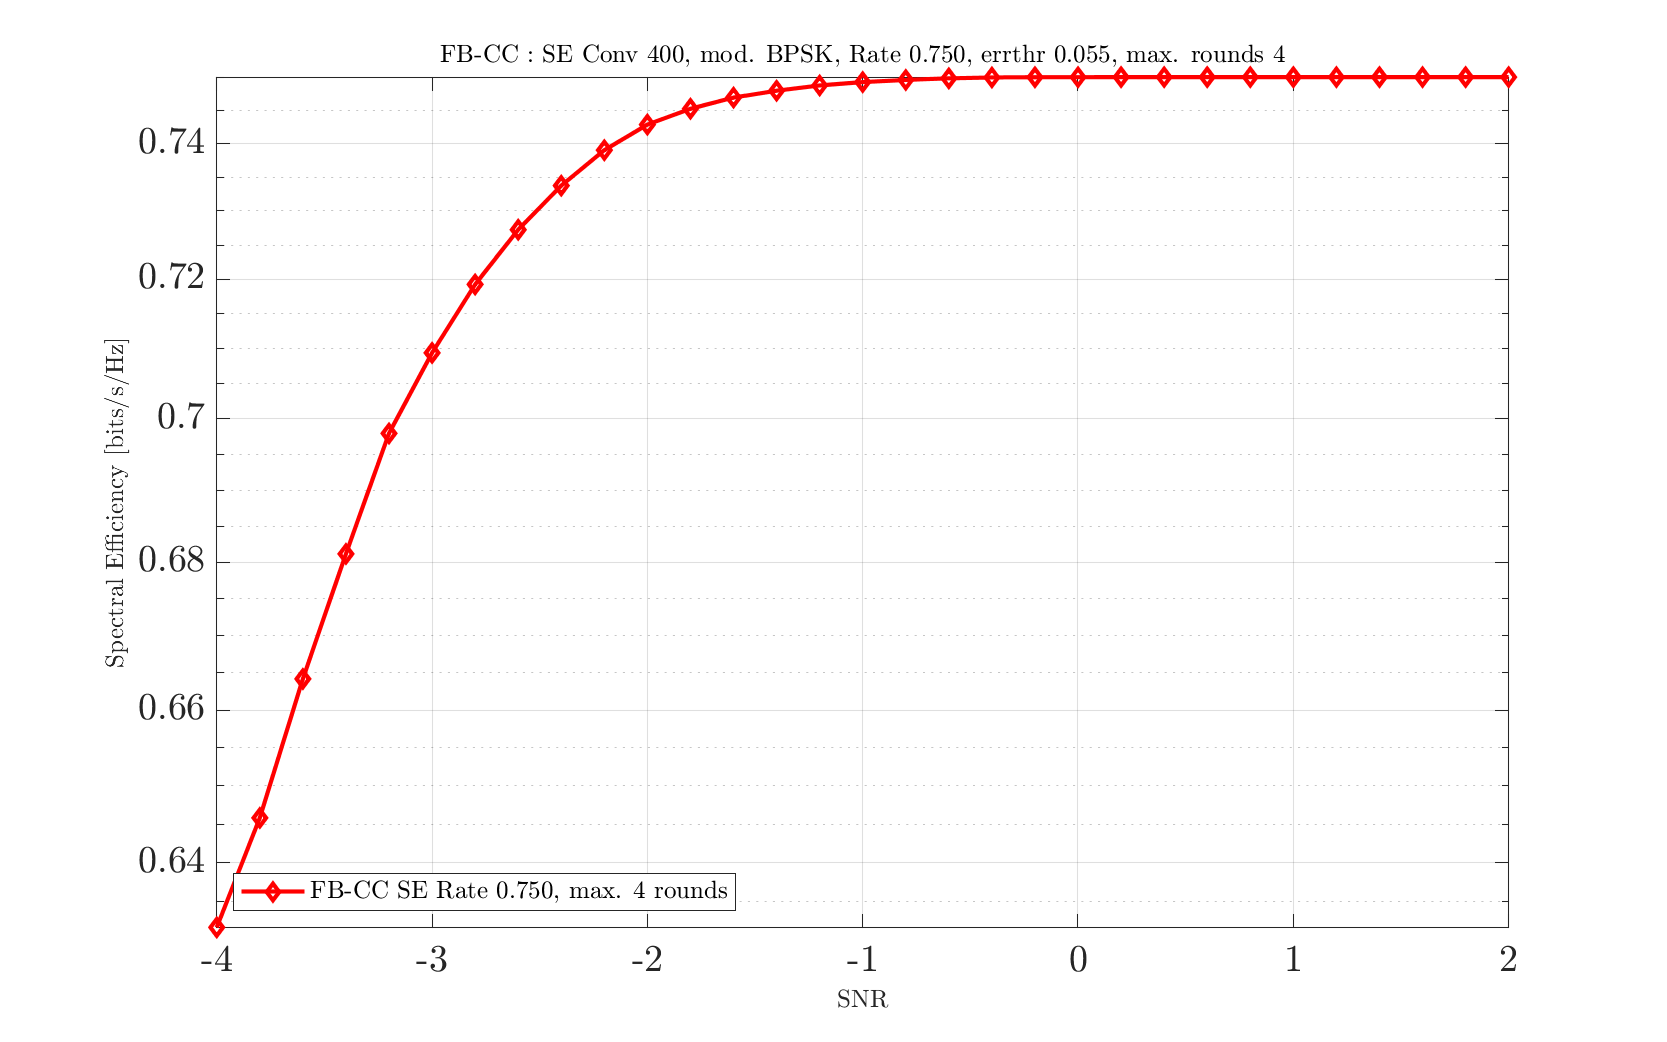 FB-CC : SE Conv 400, mod. BPSK, Rate 0.750, errthr 0.055, max. rounds 4
Spectral Efficiency [bits/s/Hz]
0.74
0.72
0.7
0.68
0.66
0.64
FB-CC SE Rate 0.750, max. 4 rounds
-4 -3 -2 -1 0 1 2
SNR